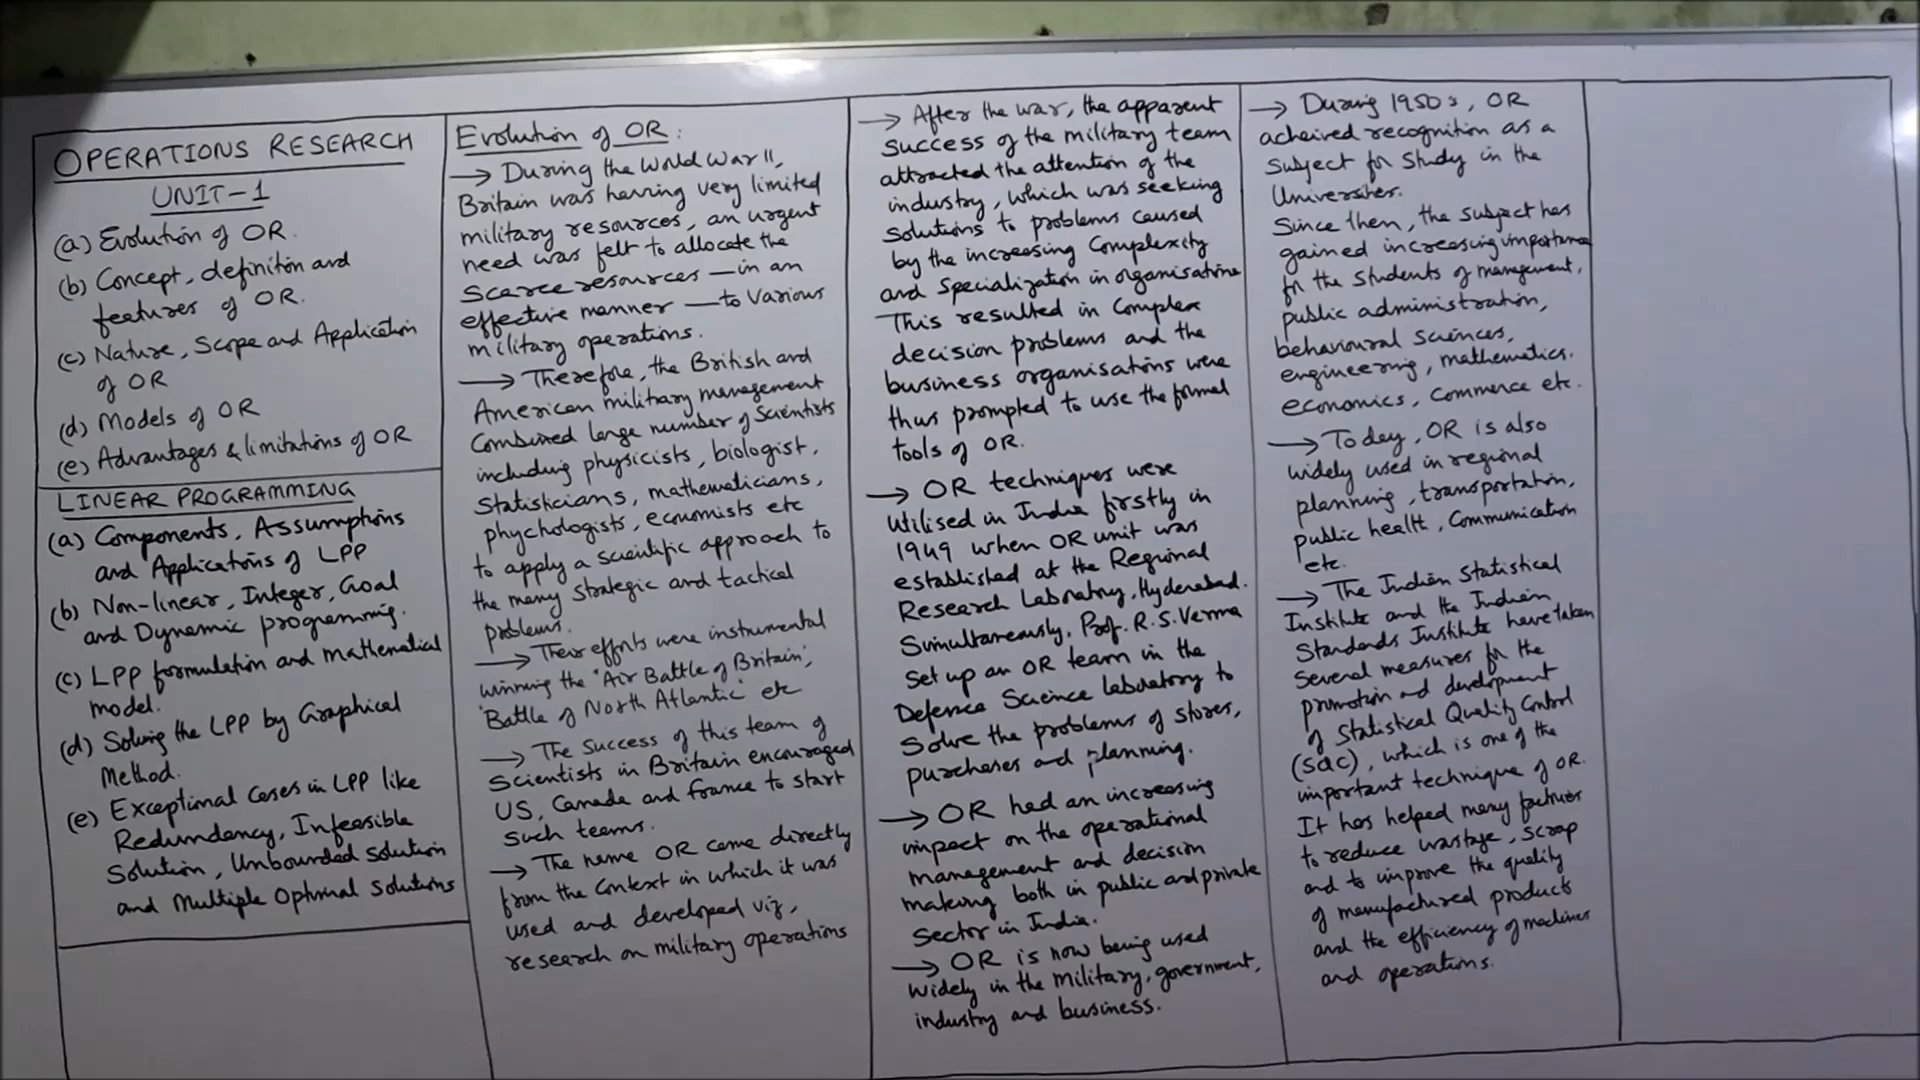 OPERATIONS RESEARCH
UNIT-1
(a) Evolution of OR.
(b) Concept, definition and
features of OR.
(c) Nature, Scope and Application
of OR
(d) Models of OR
(e) Advantages & limitations of OR
LINEAR PROGRAMMING
(a) Components, Assumptions
and Applications of LPP
(b) Non-linear, Integer, Goal
and Dynamic programming.
(c) LPP formulation and Mathematical
model.
(d) Solving the LPP by Graphical
Method.
(e) Exceptional Cases in LPP like
Redundancy, Infeasible
Solution, Unbounded Solution
and Multiple Optimal Solutions
Evolution of OR:
→ During the World War II,
Britain was having very limited
military resources, an urgent
need was felt to allocate the
Scarce resources — in an
effective manner — to various
military operations.
→ Therefore, the British and
American military management
Combined large number of Scientists
including physicists, biologist,
Statisticians, mathematicians,
phychologists, economists etc
to apply a scientific approach to
the many Strategic and tactical
problems.
→ Their efforts were instrumental
winning the 'Air Battle of Britain',
'Battle of North Atlantic' etc
→ The Success of this team of
Scientists in Britain encouraged
US, Canada and france to start
Such teams.
→ The name OR came directly
from the Context in which it was
used and developed viz,
research on military operations
→ After the war, the apparent
success of the military team
attracted the attention of the
industry, which was seeking
solutions to problems caused
by the increasing Complexity
and Specialization in organisations
This resulted in Complex
decision problems and the
business organisations were
thus prompted to use the formal
tools of OR.
→ OR techniques were
utilised in India firstly in
1949 when OR unit was
established at the Regional
Research Laboratory, Hyderabad.
Simultaneously, Prof. R.S. Verma
Set up an OR team in the
Defence Science laboratory to
Solve the problems of stores,
purchases and planning.
→ OR had an increasing
impact on the operational
management and decision
making both in public and private
Sector in India.
→ OR is now being used
widely in the military, government,
industry and business.
→ During 1950s, OR
acheived recognition as a
Subject for Study in the
Universities.
Since then, the subject has
gained increasing importance
for the Students of management,
public administration,
behavioural Sciences,
engineering, mathematics.
economics, Commerce etc.
→ Today, OR is also
widely used in regional
planning, transportation,
public health, Communication
etc.
→ The Indian Statistical
Institute and the Indian
Standards Institute have taken
Several measures for the
promotion and development
of Statistical Quality Control
(SQC), which is one of the
important technique of OR.
It has helped many factories
to reduce wastage, scrap
and to improve the quality
of manufactured products
and the efficiency of machines
and operations.